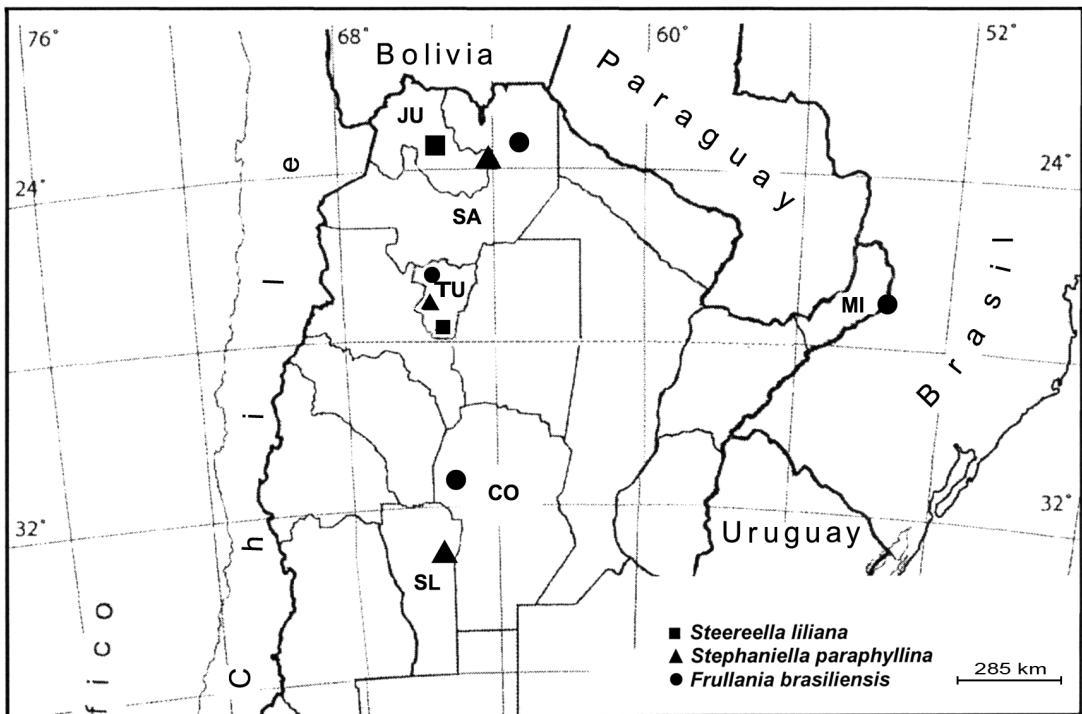 76°
68°
60°
52°
Bolivia
Paraguay
JU
24°
24°
SA
TU
MI
Brasil
Chile
CO
32°
32°
Uruguay
SL
fico
Steereella liliana
Stephaniella paraphyllina
Frullania brasiliensis
285 km